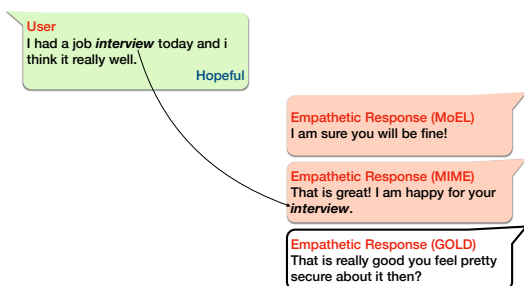 User
I had a job interview today and i
think it really well.
Hopeful
Empathetic Response (MoEL)
I am sure you will be fine!
Empathetic Response (MIME)
That is great! I am happy for your
interview.
Empathetic Response (GOLD)
That is really good you feel pretty
secure about it then?